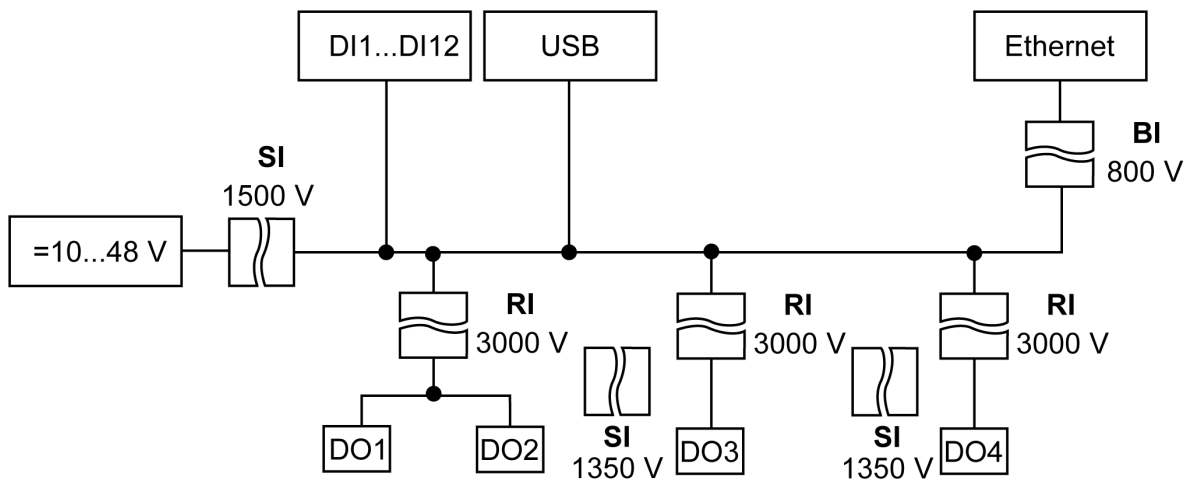 DI1...DI12
USB
Ethernet
BI
800 V
SI
1500 V
=10...48 V
RI
3000 V
RI
3000 V
RI
3000 V
DO1
DO2
SI
1350 V
DO3
SI
1350 V
DO4